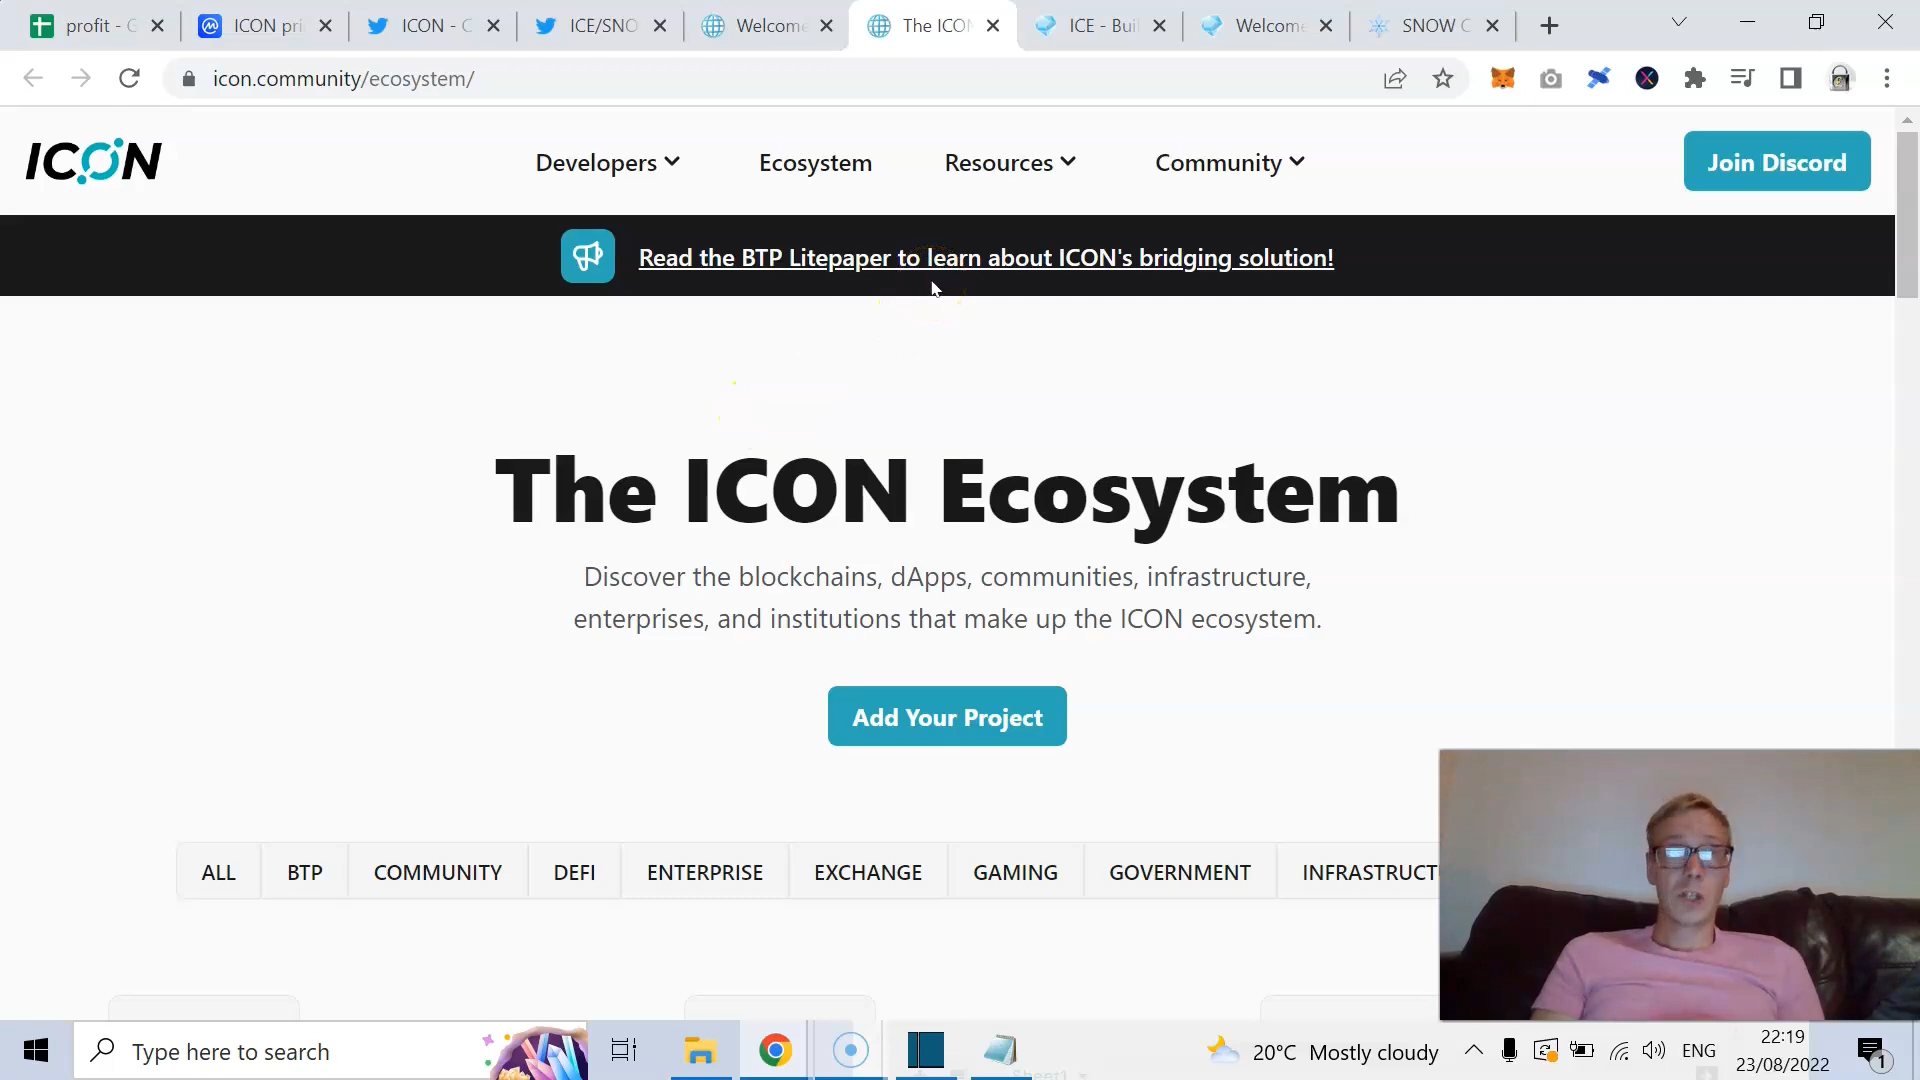 profit - G
ICON pri
ICON - C
ICE/SNO
Welcome
The ICON
ICE - Buil
Welcome
SNOW C
icon.community/ecosystem/
ICON
Developers
Ecosystem
Resources
Community
Join Discord
Read the BTP Litepaper to learn about ICON's bridging solution!
The ICON Ecosystem
Discover the blockchains, dApps, communities, infrastructure,
enterprises, and institutions that make up the ICON ecosystem.
Add Your Project
ALL
BTP
COMMUNITY
DEFI
ENTERPRISE
EXCHANGE
GAMING
GOVERNMENT
INFRASTRUCT
Type here to search
Sheet1
20°C Mostly cloudy
ENG
22:19
23/08/2022
1